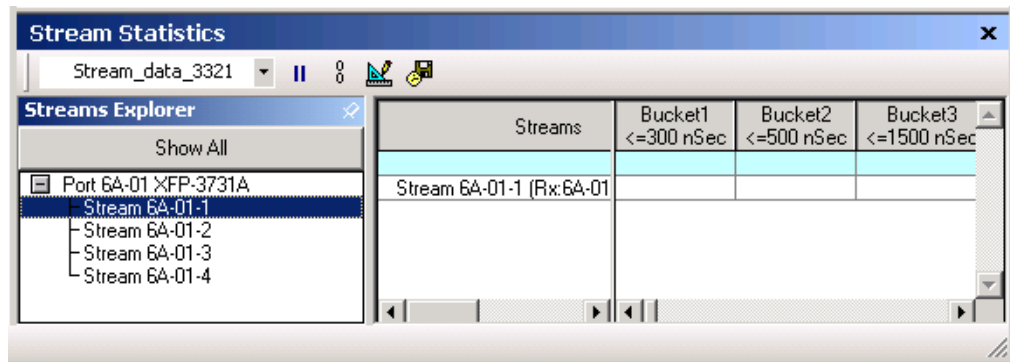 Stream Statistics
Stream_data_3321
Streams Explorer
Show All
Port 6A-01 XFP-3731A
Stream 6A-01-1
Stream 6A-01-2
Stream 6A-01-3
Stream 6A-01-4
Streams
Bucket1
<=300 nSec
Bucket2
<=500 nSec
Bucket3
<=1500 nSec
Stream 6A-01-1 (Rx:6A-01